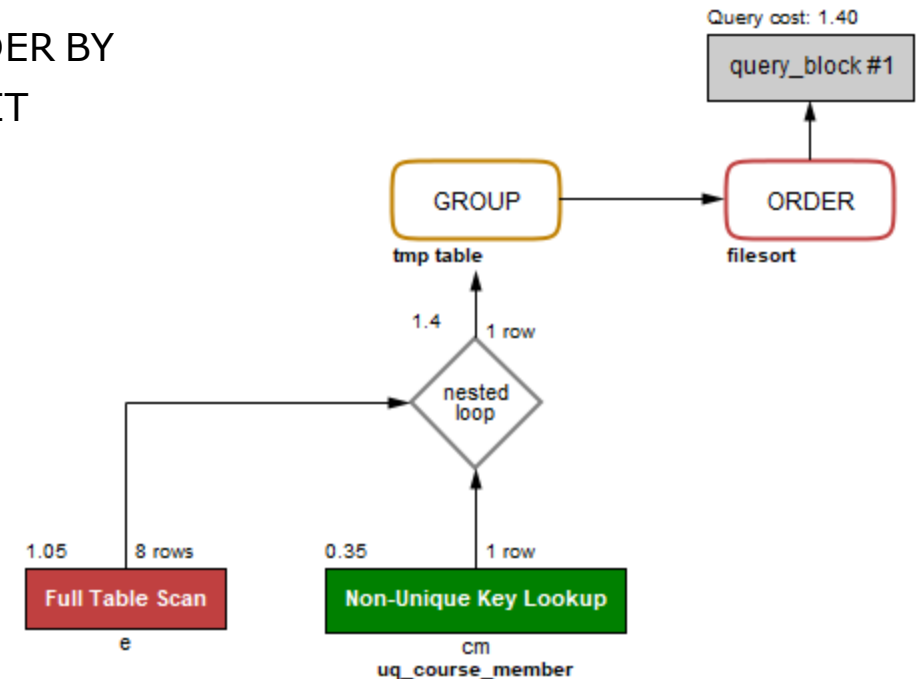 DER BY
ET
Query cost: 1.40
query_block #1
GROUP
ORDER
tmp table
filesort
1.4
1 row
nested
loop
1.05
8 rows
0.35
1 row
Full Table Scan
Non-Unique Key Lookup
e
cm
uq_course_member